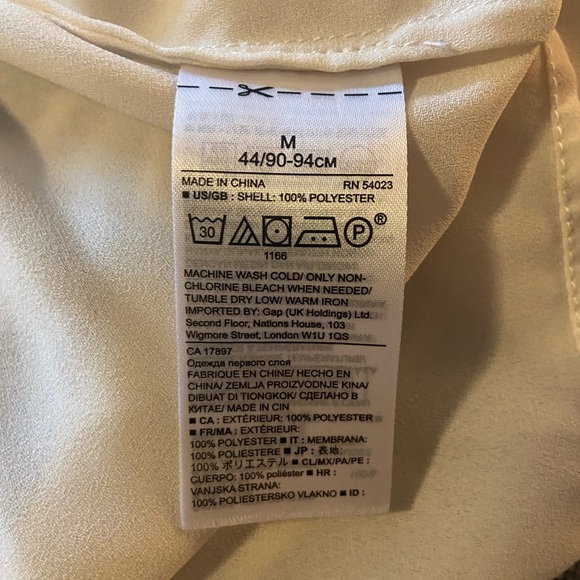 M
44/90-94CM
MADE IN CHINA RN 54023
■ US/GB : SHELL: 100% POLYESTER
30 P ®
1166
MACHINE WASH COLD/ ONLY NON-
CHLORINE BLEACH WHEN NEEDED/
TUMBLE DRY LOW/ WARM IRON
IMPORTED BY: Gap (UK Holdings) Ltd.
Second Floor, Nations House, 103
Wigmore Street, London W1U 1QS
CA 17897
Одежда первого слоя
FABRIQUE EN CHINE/ HECHO EN
CHINA/ ZEMLJA PROIZVODNJE KINA/
DIBUAT DI TIONGKOK/ СДЕЛАНО В
КИТАЕ/ MADE IN CIN
■ CA : EXTÉRIEUR: 100% POLYESTER
■ FR/MA : EXTÉRIEUR:
100% POLYESTER ■ IT : MEMBRANA:
100% POLIESTERE ■ JP : 表地:
100% ポリエステル ■ CL/MX/PA/PE :
CUERPO: 100% poliéster ■ HR :
VANJSKA STRANA:
100% POLIESTERSKO VLAKNO ■ ID :